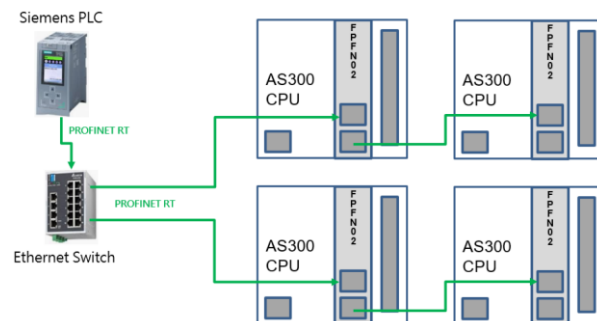 Siemens PLC
PROFINET RT
PROFINET RT
Ethernet Switch
AS300
CPU
FPFN02
AS300
CPU
FPFN02
AS300
CPU
FPFN02
AS300
CPU
FPFN02